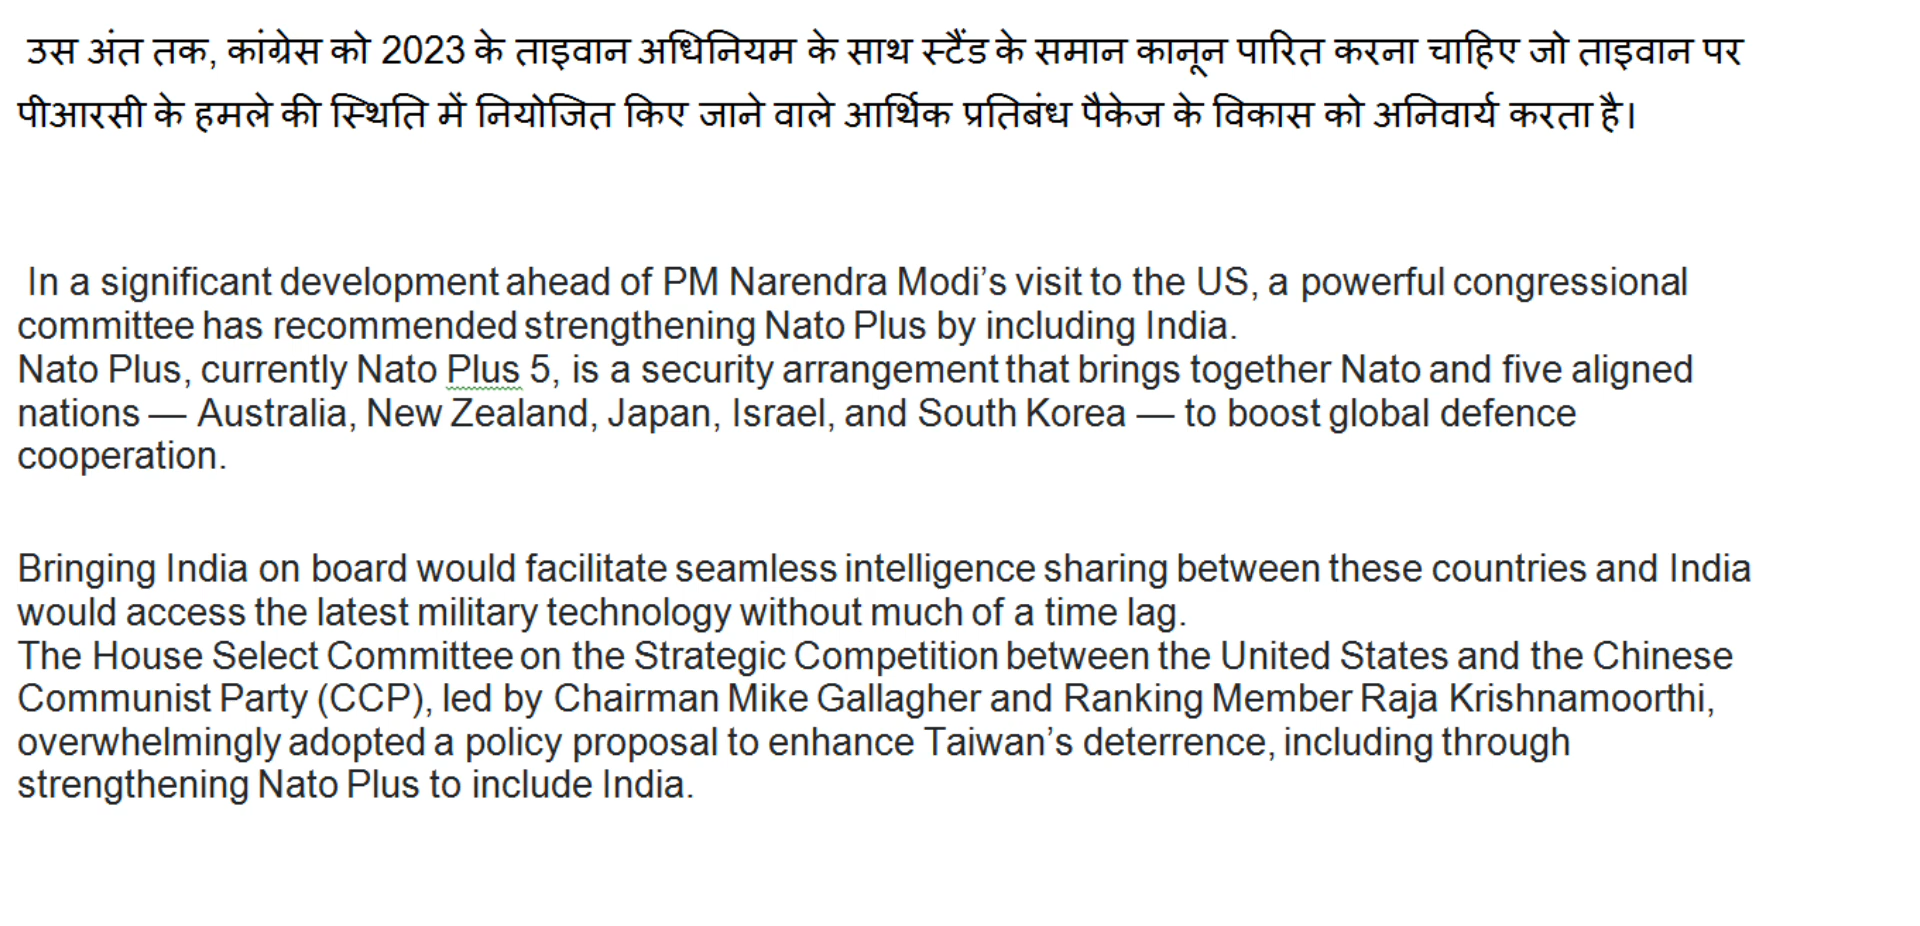 उस अंत तक, कांग्रेस को 2023 के ताइवान अधिनियम के साथ स्टैंड के समान कानून पारित करना चाहिए जो ताइवान पर
पीआरसी के हमले की स्थिति में नियोजित किए जाने वाले आर्थिक प्रतिबंध पैकेज के विकास को अनिवार्य करता है।
In a significant development ahead of PM Narendra Modi’s visit to the US, a powerful congressional
committee has recommended strengthening Nato Plus by including India.
Nato Plus, currently Nato Plus 5, is a security arrangement that brings together Nato and five aligned
nations — Australia, New Zealand, Japan, Israel, and South Korea — to boost global defence
cooperation.
Bringing India on board would facilitate seamless intelligence sharing between these countries and India
would access the latest military technology without much of a time lag.
The House Select Committee on the Strategic Competition between the United States and the Chinese
Communist Party (CCP), led by Chairman Mike Gallagher and Ranking Member Raja Krishnamoorthi,
overwhelmingly adopted a policy proposal to enhance Taiwan’s deterrence, including through
strengthening Nato Plus to include India.